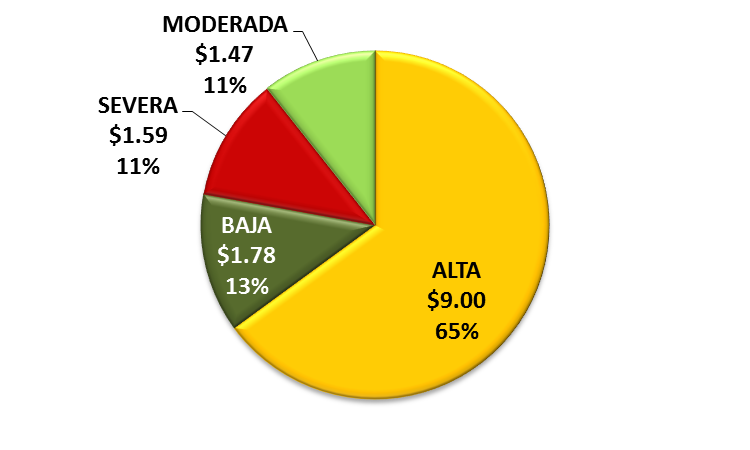 MODERADA
$1.47
11%
SEVERA
$1.59
11%
BAJA
$1.78
13%
ALTA
$9.00
65%